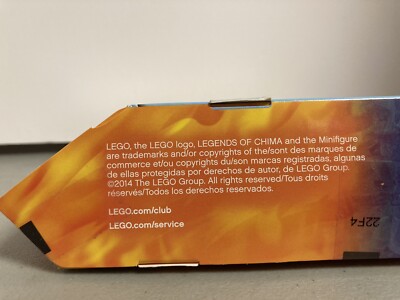 LEGO, the LEGO logo, LEGENDS OF CHIMA and the Minifigure
are trademarks and/or copyrights of the/sont des marques de
commerce et/ou copyrights du/son marcas registradas, algunas
de ellas protegidas por derechos de autor, de LEGO Group.
©2014 The LEGO Group. All rights reserved/Tous droits
réservés/Todos los derechos reservados.
LEGO.com/club
LEGO.com/service
22F4